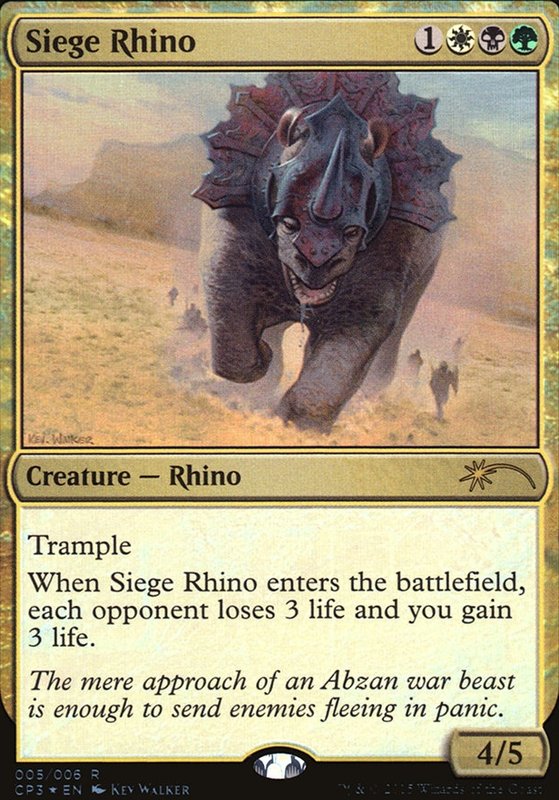 Siege Rhino 1
KEV. WALKER
Creature — Rhino
Trample
When Siege Rhino enters the battlefield,
each opponent loses 3 life and you gain
3 life.
The mere approach of an Abzan war beast
is enough to send enemies fleeing in panic.
4/5
005/006 R
CP3 ★ EN Kev Walker
™ & © 2015 Wizards of the Coast